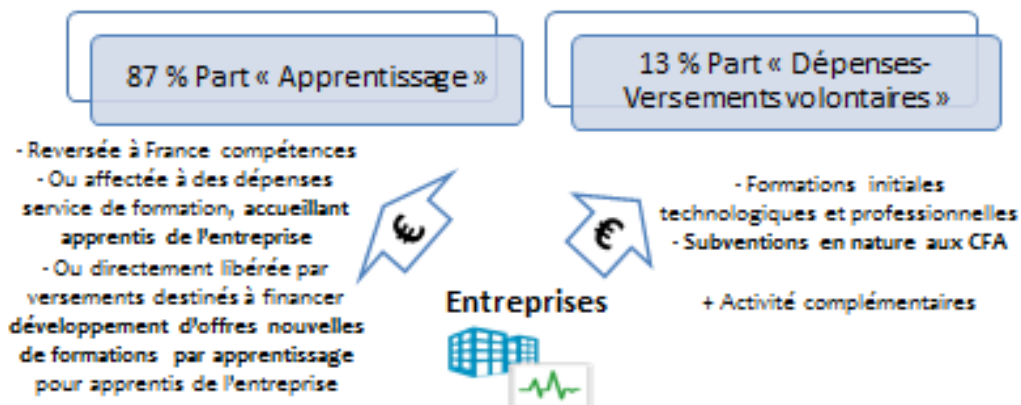 87 % Part « Apprentissage »
13 % Part « Dépenses-
Versements volontaires »
- Reversée à France compétences
- Ou affectée à des dépenses
service de formation, accueillant
apprentis de l'entreprise
- Ou directement libérée par
versements destinés à financer
développement d'offres nouvelles
de formations par apprentissage
pour apprentis de l'entreprise
€
€
Entreprises
- Formations initiales
technologiques et professionnelles
- Subventions en nature aux CFA
+ Activité complémentaires